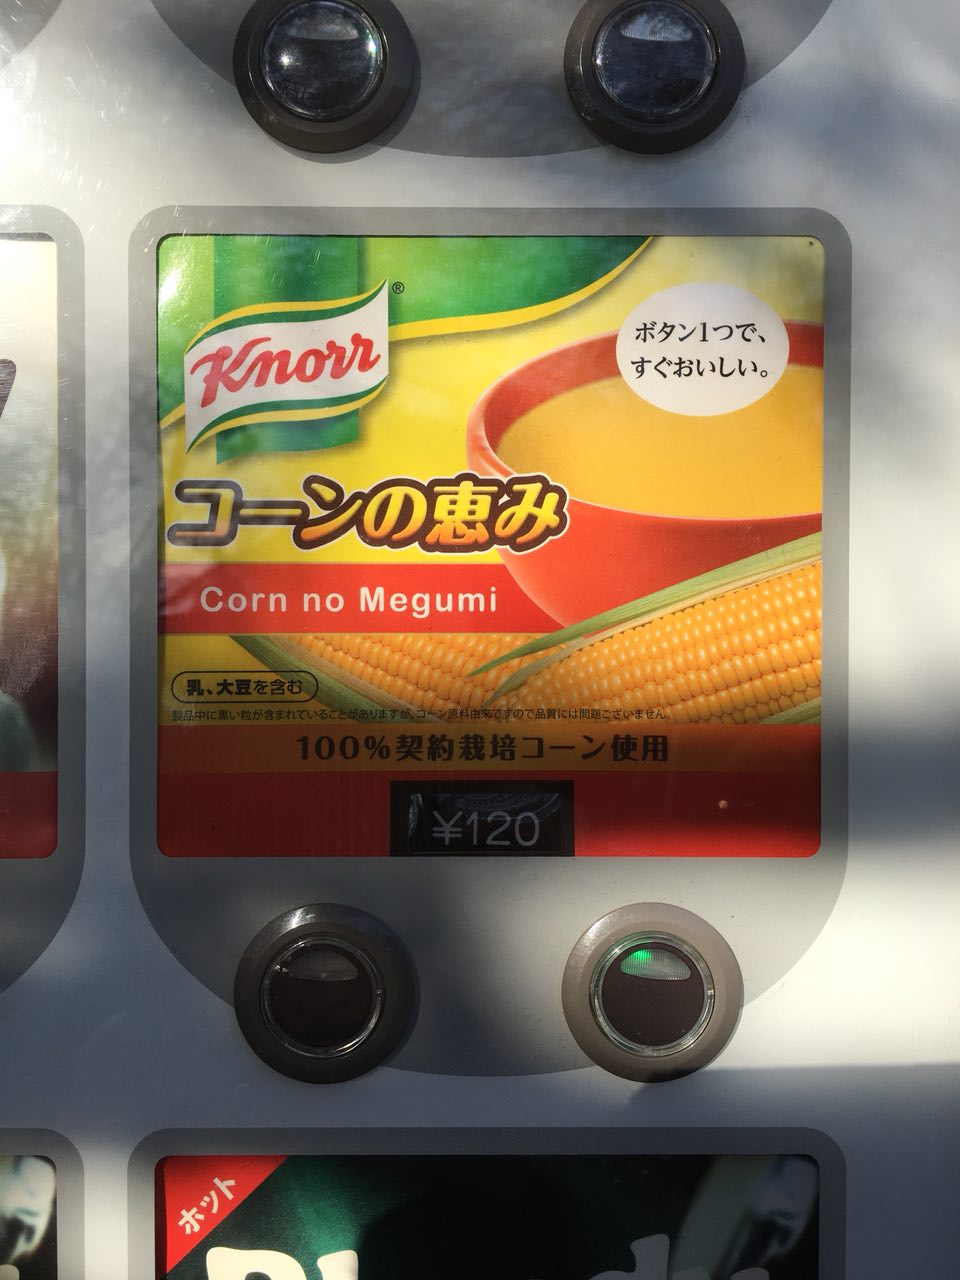 Knorr®
ボタン1つで、
すぐおいしい。
コーンの恵み
Corn no Megumi
乳、大豆を含む
製品中に黒い粒が含まれていることがありますが、コーン原料由来ですので品質には問題ございません。
100%契約栽培コーン使用
¥120
ホット